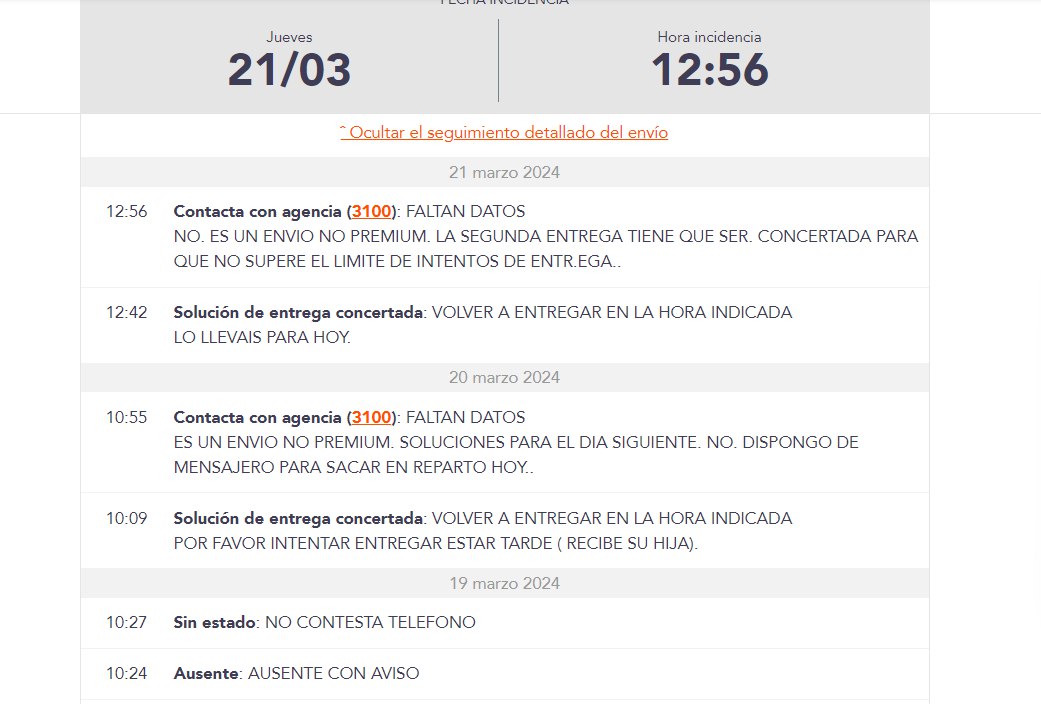 FECHA INCIDENCIA
Jueves
21/03
Hora incidencia
12:56
ˆ Ocultar el seguimiento detallado del envío
21 marzo 2024
12:56 Contacta con agencia (3100): FALTAN DATOS
NO. ES UN ENVIO NO PREMIUM. LA SEGUNDA ENTREGA TIENE QUE SER. CONCERTADA PARA
QUE NO SUPERE EL LIMITE DE INTENTOS DE ENTR.EGA..
12:42 Solución de entrega concertada: VOLVER A ENTREGAR EN LA HORA INDICADA
LO LLEVAIS PARA HOY.
20 marzo 2024
10:55 Contacta con agencia (3100): FALTAN DATOS
ES UN ENVIO NO PREMIUM. SOLUCIONES PARA EL DIA SIGUIENTE. NO. DISPONGO DE
MENSAJERO PARA SACAR EN REPARTO HOY..
10:09 Solución de entrega concertada: VOLVER A ENTREGAR EN LA HORA INDICADA
POR FAVOR INTENTAR ENTREGAR ESTAR TARDE ( RECIBE SU HIJA).
19 marzo 2024
10:27 Sin estado: NO CONTESTA TELEFONO
10:24 Ausente: AUSENTE CON AVISO